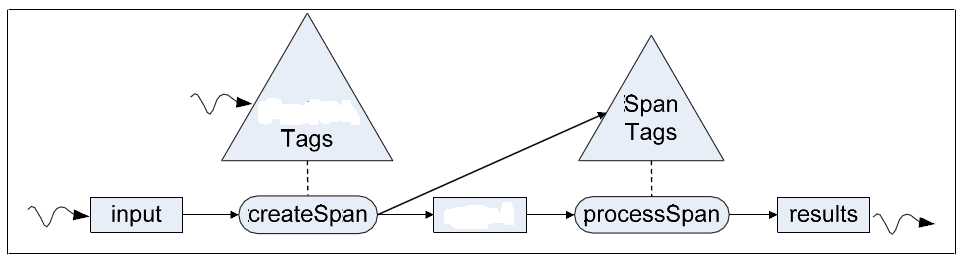 Tags
Span
Tags
input
createSpan
processSpan
results